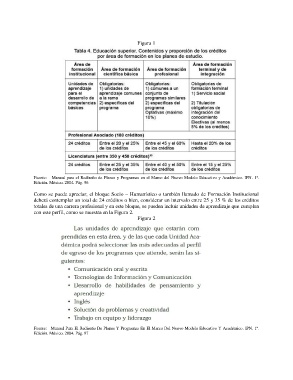 Figura 1
Tabla 4. Educación superior. Contenidos y proporción de los créditos
por área de formación en los planes de estudio.
Área de formación institucional
Área de formación científica básica
Área de formación profesional
Área de formación terminal y de integración
Unidades de aprendizaje para el desarrollo de competencias básicas
Obligatorias: 1) unidades de aprendizaje comunes a la rama 2) específicas del programa
Obligatorias: 1) comunes a un conjunto de programas similares 2) específicas del programa Optativas (máximo 15%)
Obligatorias de formación terminal 1) Servicio social 2) Titulación obligatorias de integración del conocimiento Electivas (al menos 5% de los créditos)
Profesional Asociado (180 créditos)
24 créditos
Entre el 20 y el 25% de los créditos
Entre el 45 y el 60% de los créditos
Hasta el 20% de los créditos
Licenciatura (entre 350 y 450 créditos)
24 créditos
Entre el 20 y el 35% de los créditos
Entre el 40 y el 50% de los créditos
Entre el 15 y el 25% de los créditos
Fuente: Manual para el Rediseño de Planes y Programas en el Marco del Nuevo Modelo Educativo y Académico. IPN. 1ª.
Edición. México. 2004. Pág. 96
Como se puede apreciar, el bloque Socio – Humanístico o también llamado de Formación Institucional
deberá contemplar un total de 24 créditos o bien, considerar un intervalo entre 25 y 35 % de los créditos
totales de una carrera profesional y en este bloque, se pueden incluir unidades de aprendizaje que cumplan
con este perfil, como se muestra en la Figura 2.
Figura 2
Las unidades de aprendizaje que estarán com-
prendidas en esta área, y de las que cada Unidad Aca-
démica podrá seleccionar las más adecuadas al perfil
de egreso de los programas que atiende, serán las si-
guientes:
• Comunicación oral y escrita
• Tecnologías de Información y Comunicación
• Desarrollo de habilidades de pensamiento y
aprendizaje
• Inglés
• Solución de problemas y creatividad
• Trabajo en equipo y liderazgo
Fuente: Manual Para El Rediseño De Planes Y Programas En El Marco Del Nuevo Modelo Educativo Y Académico. IPN. 1ª.
Edición. México. 2004. Pág. 97